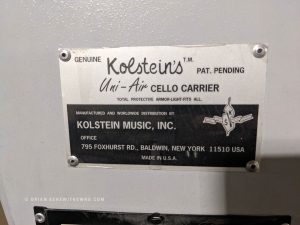 GENUINE Kolstein's T.M.
PAT. PENDING
Uni-Air CELLO CARRIER
TOTAL PROTECTIVE ARMOR-LIGHT-FITS ALL.
MANUFACTURED AND WORLDWIDE DISTRIBUTION BY
KOLSTEIN MUSIC, INC.
OFFICE
795 FOXHURST RD., BALDWIN, NEW YORK 11510 USA
MADE IN U.S.A.